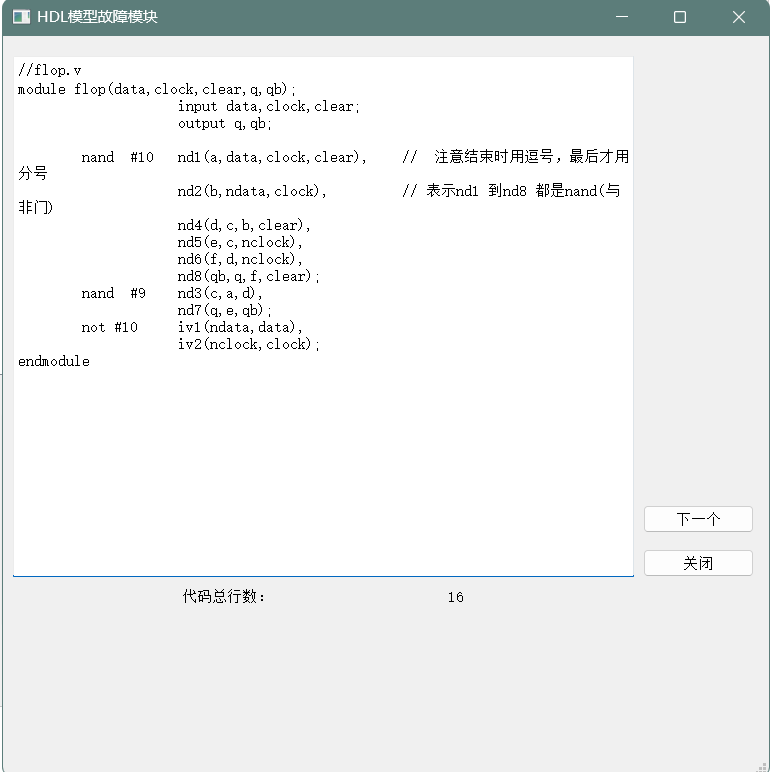 HDL模型故障模块
//flop.v
module flop(data,clock,clear,q,qb);
input data,clock,clear;
output q,qb;
nand #10 nd1(a,data,clock,clear), // 注意结束时用逗号，最后才用
分号
nd2(b,ndata,clock), // 表示nd1 到nd8 都是nand(与
非门)
nd4(d,c,b,clear),
nd5(e,c,nclock),
nd6(f,d,nclock),
nd8(qb,q,f,clear);
nand #9 nd3(c,a,d),
nd7(q,e,qb);
not #10 iv1(ndata,data),
iv2(nclock,clock);
endmodule
下一个
关闭
代码总行数： 16